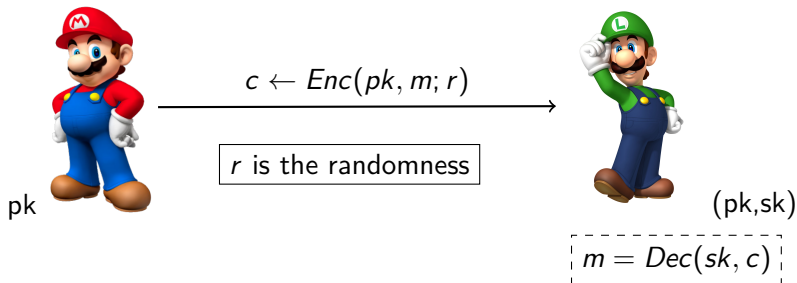 M
L
c ← Enc(pk, m; r)
r is the randomness
pk
(pk,sk)
m = Dec(sk, c)